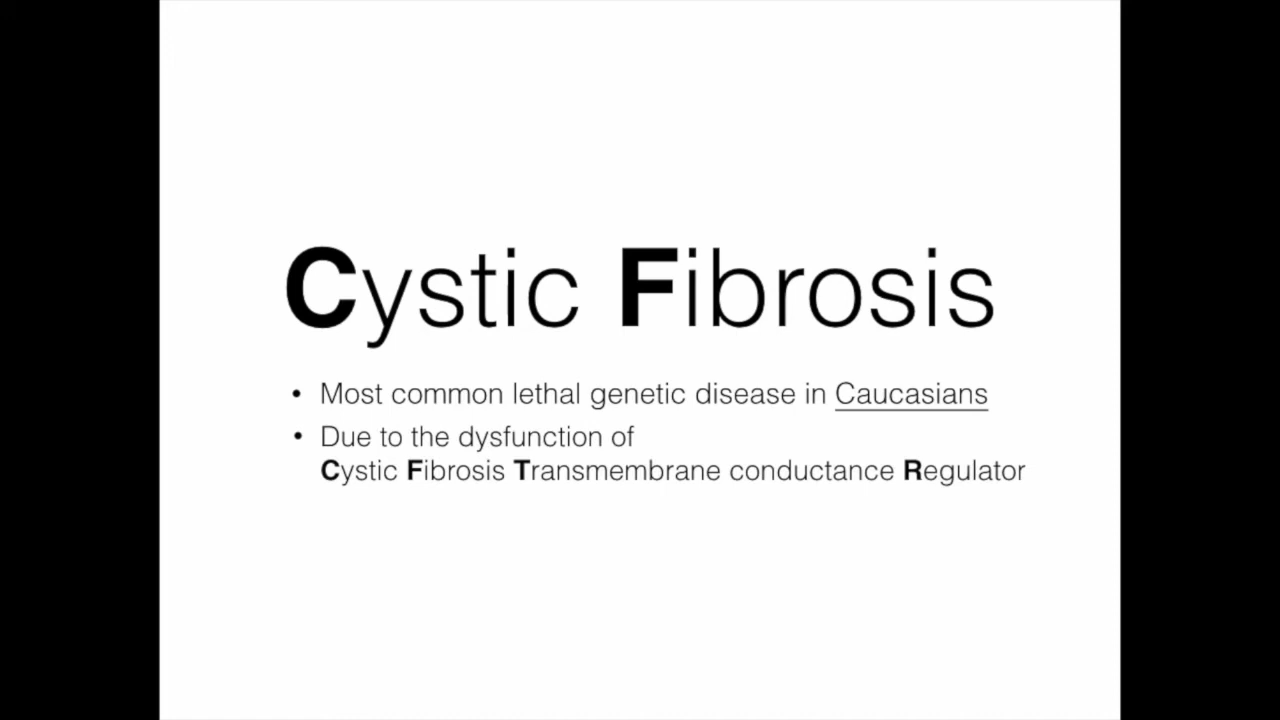 Cystic Fibrosis
• Most common lethal genetic disease in Caucasians
• Due to the dysfunction of
Cystic Fibrosis Transmembrane conductance Regulator